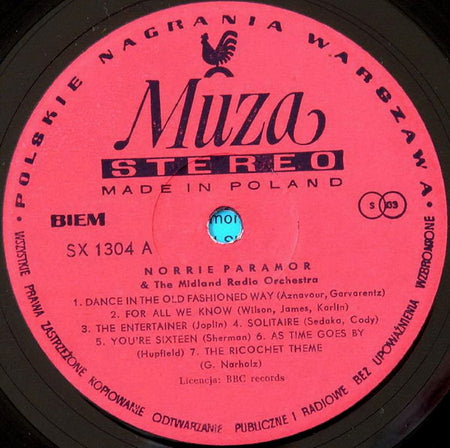 • POLSKIE NAGRANIA WARSZAWA •
Muza
STEREO
MADE IN POLAND
BIEM
S 03
SX 1304 A
NORRIE PARAMOR
& The Midland Radio Orchestra
1. DANCE IN THE OLD FASHIONED WAY (Aznavour, Garvarentz)
2. FOR ALL WE KNOW (Wilson, James, Karlin)
3. THE ENTERTAINER (Joplin) 4. SOLITAIRE (Sedaka, Cody)
5. YOU'RE SIXTEEN (Sherman) 6. AS TIME GOES BY
(Hupfield) 7. THE RICOCHET THEME
(G. Narholz)
Licencja: BBC records
WSZYSTKIE PRAWA ZASTRZEŻONE KOPIOWANIE ODTWARZANIE PUBLICZNE I RADIOWE BEZ UPOWAŻNIENIA WZBRONIONE